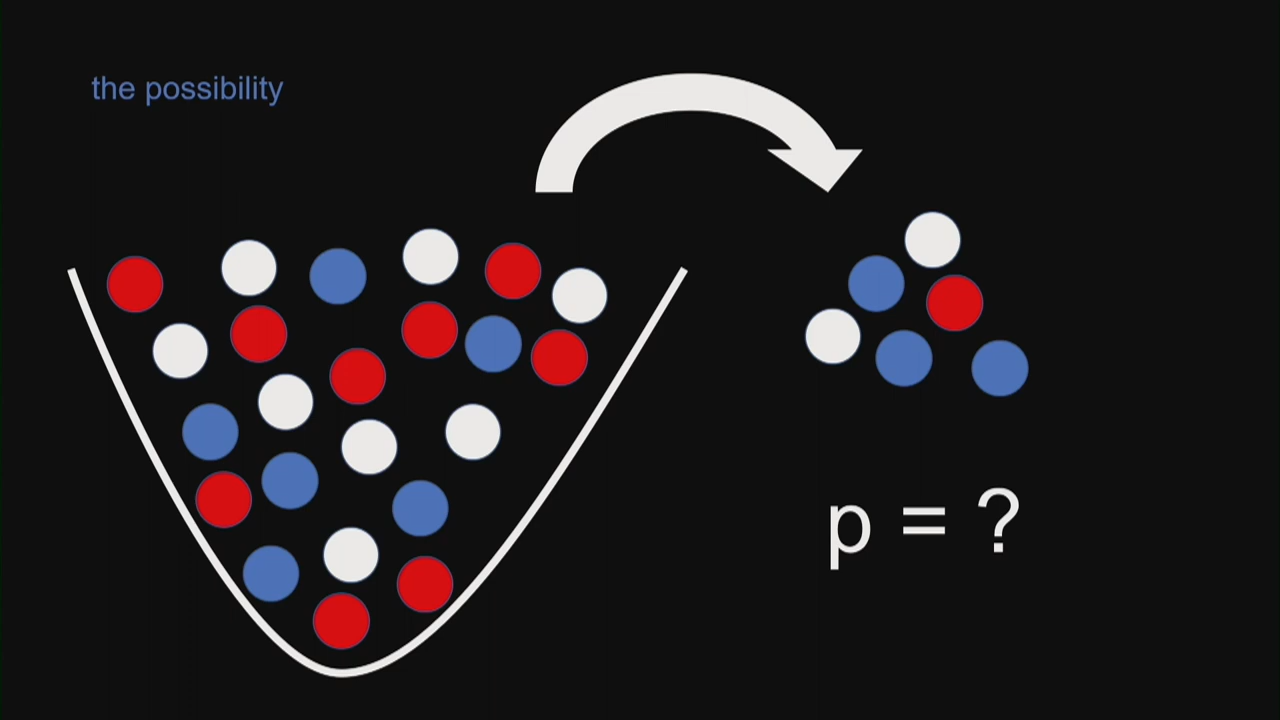 the possibility
p = ?